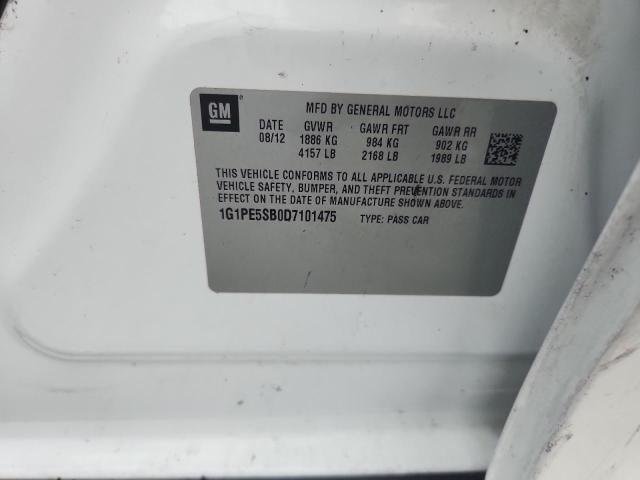 GM ® MFD BY GENERAL MOTORS LLC
DATE GVWR GAWR FRT GAWR RR
08/12 1886 KG 984 KG 902 KG
4157 LB 2168 LB 1989 LB
THIS VEHICLE CONFORMS TO ALL APPLICABLE U.S. FEDERAL MOTOR
VEHICLE SAFETY, BUMPER, AND THEFT PREVENTION STANDARDS IN
EFFECT ON THE DATE OF MANUFACTURE SHOWN ABOVE.
1G1PE5SB0D7101475 TYPE: PASS CAR